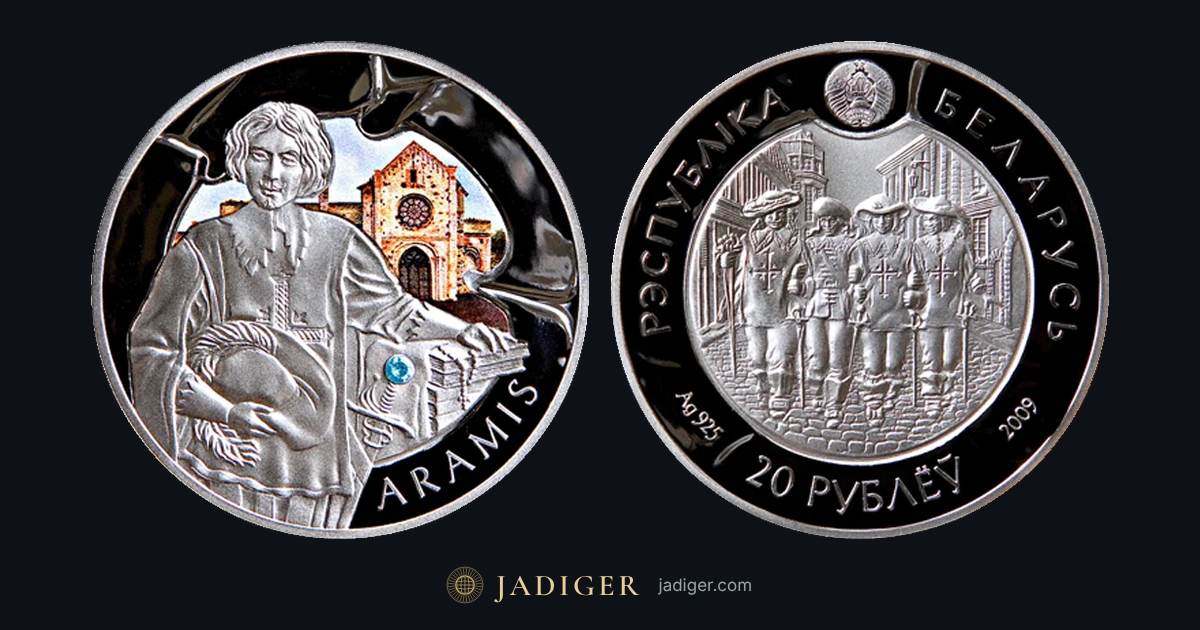 ARAMIS
РЭСПУБЛІКА БЕЛАРУСЬ
Ag 925
2009
20 РУБЛЁЎ
JADIGER
jadiger.com